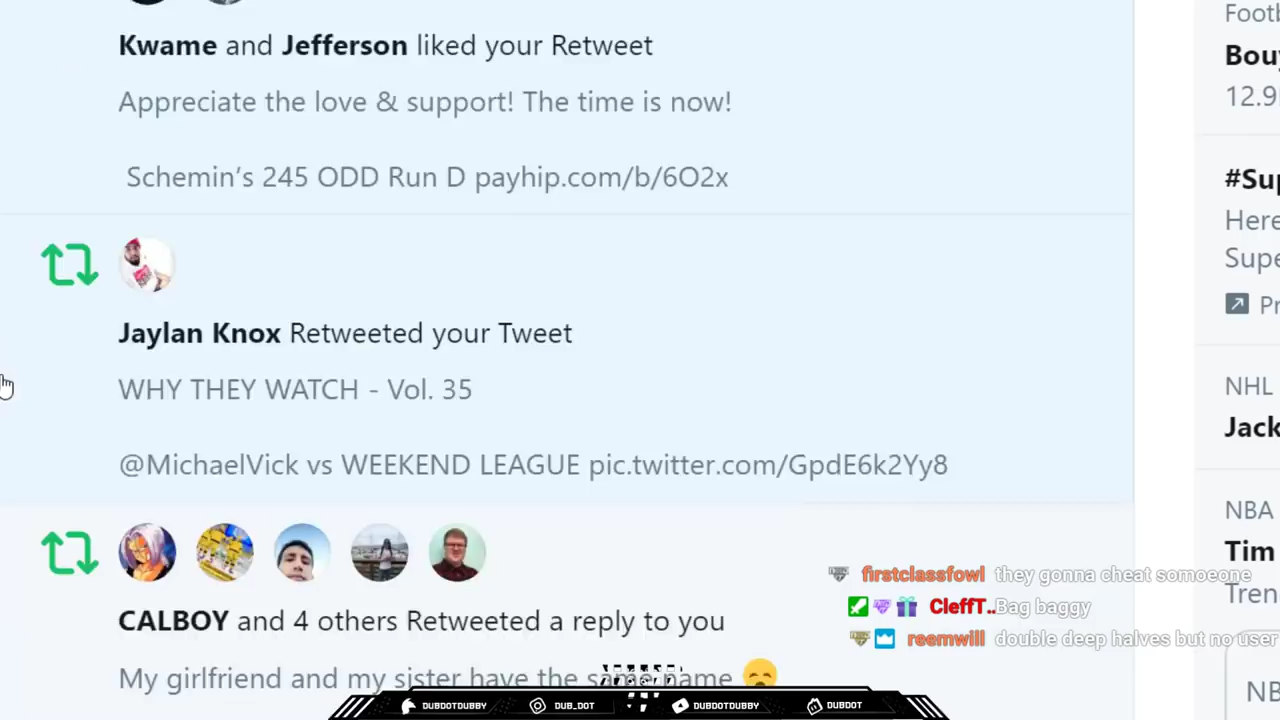 Kwame and Jefferson liked your Retweet
Appreciate the love & support! The time is now!
Schemin’s 245 ODD Run D payhip.com/b/6O2x
Jaylan Knox Retweeted your Tweet
WHY THEY WATCH - Vol. 35
@MichaelVick vs WEEKEND LEAGUE pic.twitter.com/GpdE6k2Yy8
CALBOY and 4 others Retweeted a reply to you
My girlfriend and my sister have the same name
Footb
Bouy
12.9
#Sup
Here
Supe
Pr
NHL
Jack
NBA
Tim
Tren
NB
firstclassfowl they gonna cheat somoeone
CleffT.. Bag baggy
reemwill double deep halves but no user
DUBDOTDUBBY DUB_DOT DUBDOTDUBBY DUBDOT